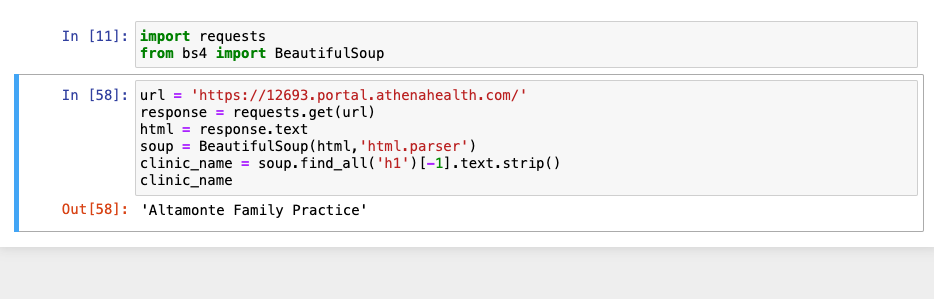 In [11]: import requests
from bs4 import BeautifulSoup
In [58]: url = 'https://12693.portal.athenahealth.com/'
response = requests.get(url)
html = response.text
soup = BeautifulSoup(html,'html.parser')
clinic_name = soup.find_all('h1')[-1].text.strip()
clinic_name
Out[58]: 'Altamonte Family Practice'